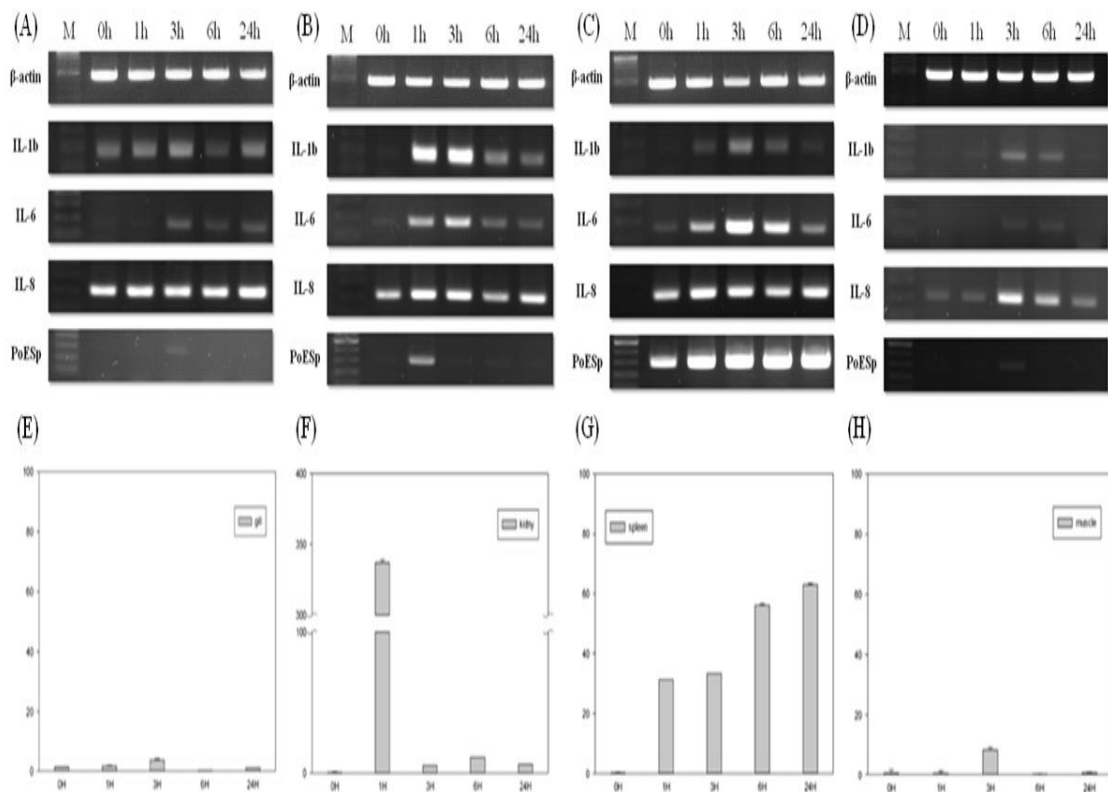 (A) M 0h 1h 3h 6h 24h
β-actin
IL-1b
IL-6
IL-8
PoESp
(B) M 0h 1h 3h 6h 24h
β-actin
IL-1b
IL-6
IL-8
PoESp
(C) M 0h 1h 3h 6h 24h
β-actin
IL-1b
IL-6
IL-8
PoESp
(D) M 0h 1h 3h 6h 24h
β-actin
IL-1b
IL-6
IL-8
PoESp
(E)
100
80
60
40
20
0
gill
0H 1H 3H 6H 24H
(F)
400
350
300
100
0
kidny
0H 1H 3H 6H 24H
(G)
100
80
60
40
20
0
spleen
0H 1H 3H 6H 24H
(H)
100
80
60
40
20
0
muscle
0H 1H 3H 6H 24H